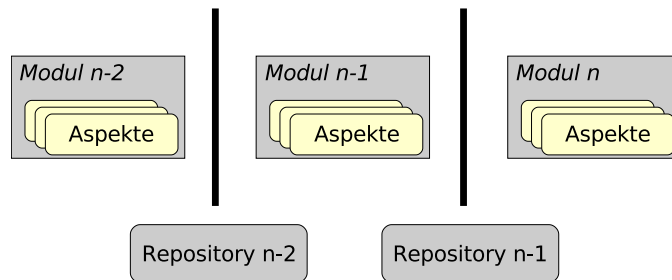 Modul n-2
Modul n-1
Modul n
Aspekte
Aspekte
Aspekte
Repository n-2
Repository n-1